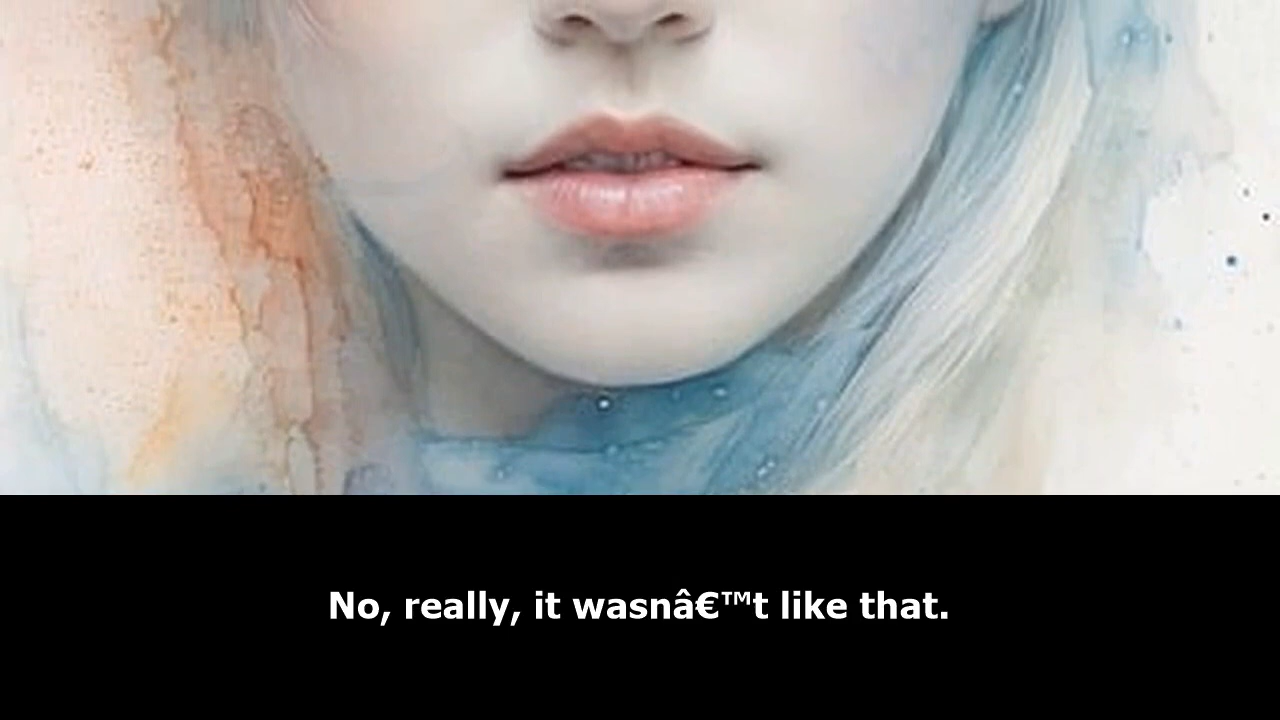 No, really, it wasnâ€™t like that.